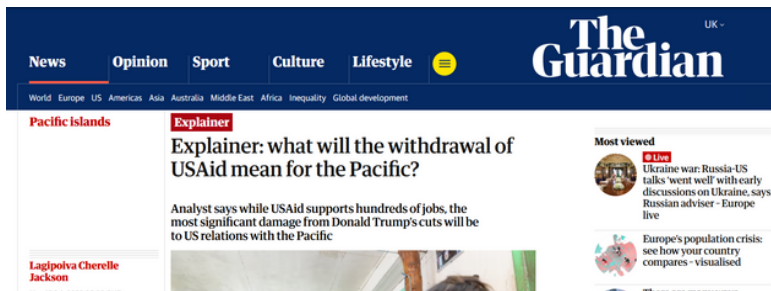 UK
The
Guardian
News Opinion Sport Culture Lifestyle
World Europe US Americas Asia Australia Middle East Africa Inequality Global development
Pacific islands
Explainer
Explainer: what will the withdrawal of
USAid mean for the Pacific?
Analyst says while USAid supports hundreds of jobs, the
most significant damage from Donald Trump's cuts will be
to US relations with the Pacific
Lagipoiva Cherelle
Jackson
Most viewed
Live
Ukraine war: Russia-US
talks ‘went well’ with early
discussions on Ukraine, says
Russian adviser – Europe
live
Europe's population crisis:
see how your country
compares – visualised